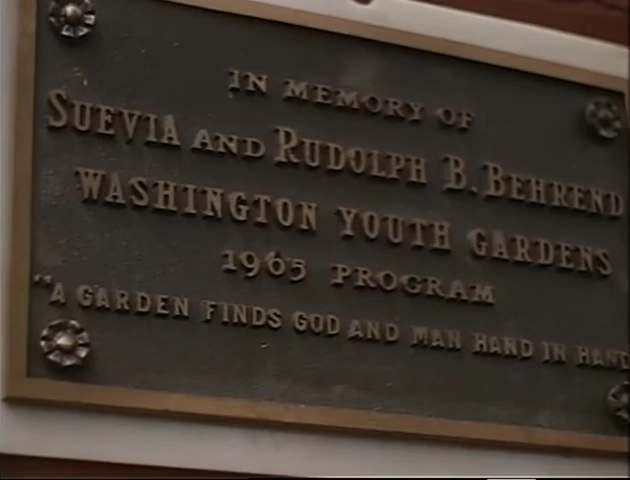 IN MEMORY OF
SUEVIA AND RUDOLPH B. BEHREND
WASHINGTON YOUTH GARDENS
1965 PROGRAM
"A GARDEN FINDS GOD AND MAN HAND IN HAND